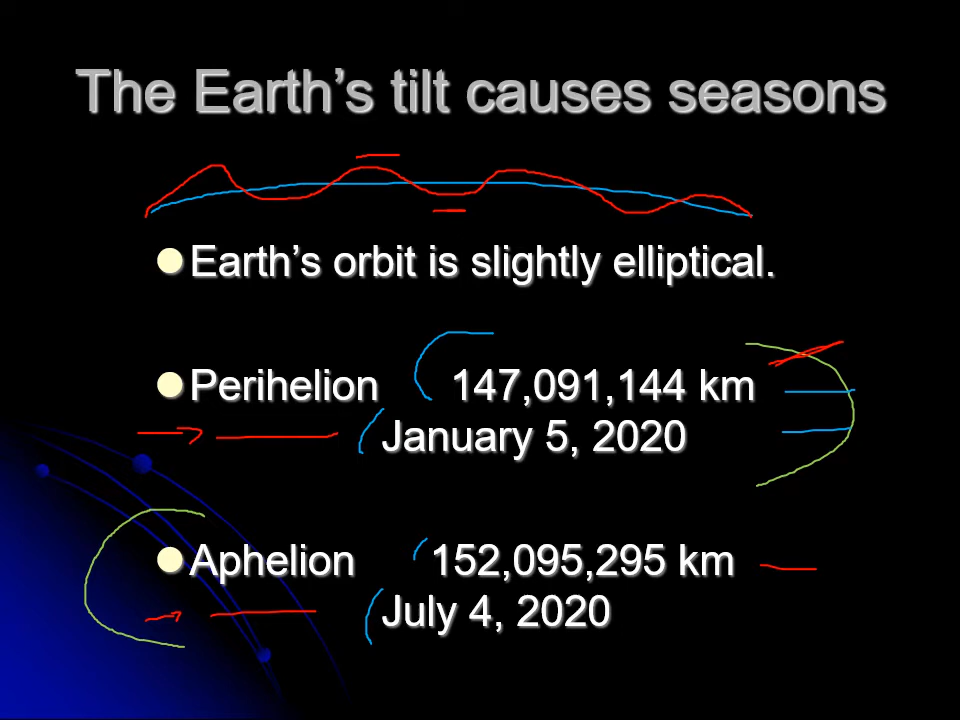 The Earth’s tilt causes seasons
Earth’s orbit is slightly elliptical.
Perihelion 147,091,144 km
January 5, 2020
Aphelion 152,095,295 km
July 4, 2020